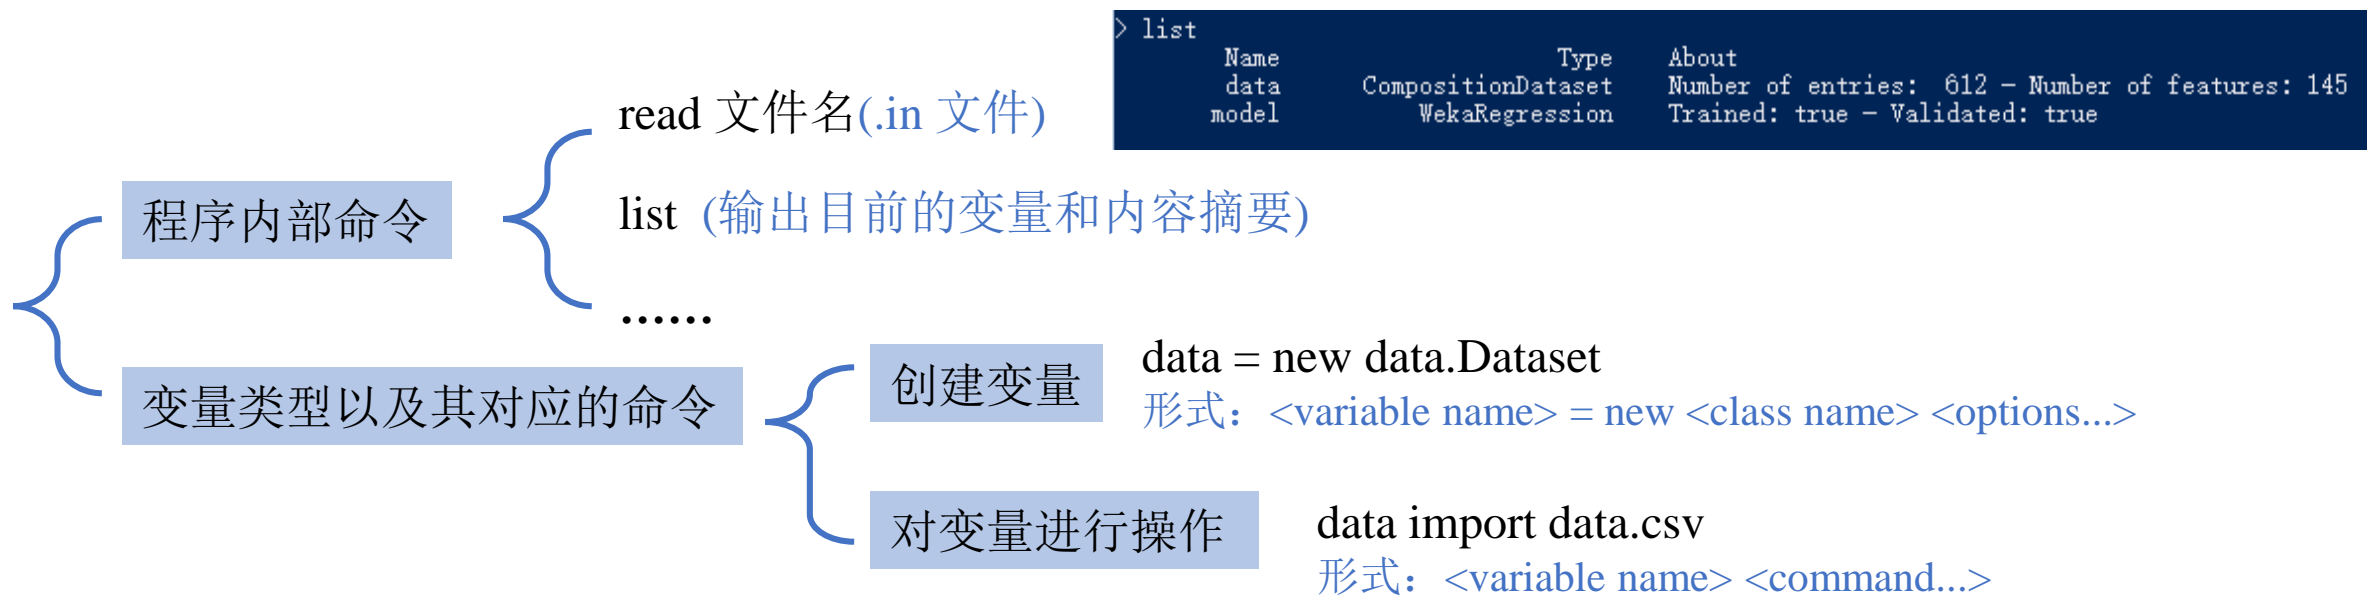 > list
Name Type About
data CompositionDataset Number of entries: 612 - Number of features: 145
model WekaRegression Trained: true - Validated: true
read 文件名(.in 文件)
程序内部命令
list (输出目前的变量和内容摘要)
......
变量类型以及其对应的命令
创建变量
data = new data.Dataset
形式：<variable name> = new <class name> <options...>
对变量进行操作
data import data.csv
形式：<variable name> <command...>